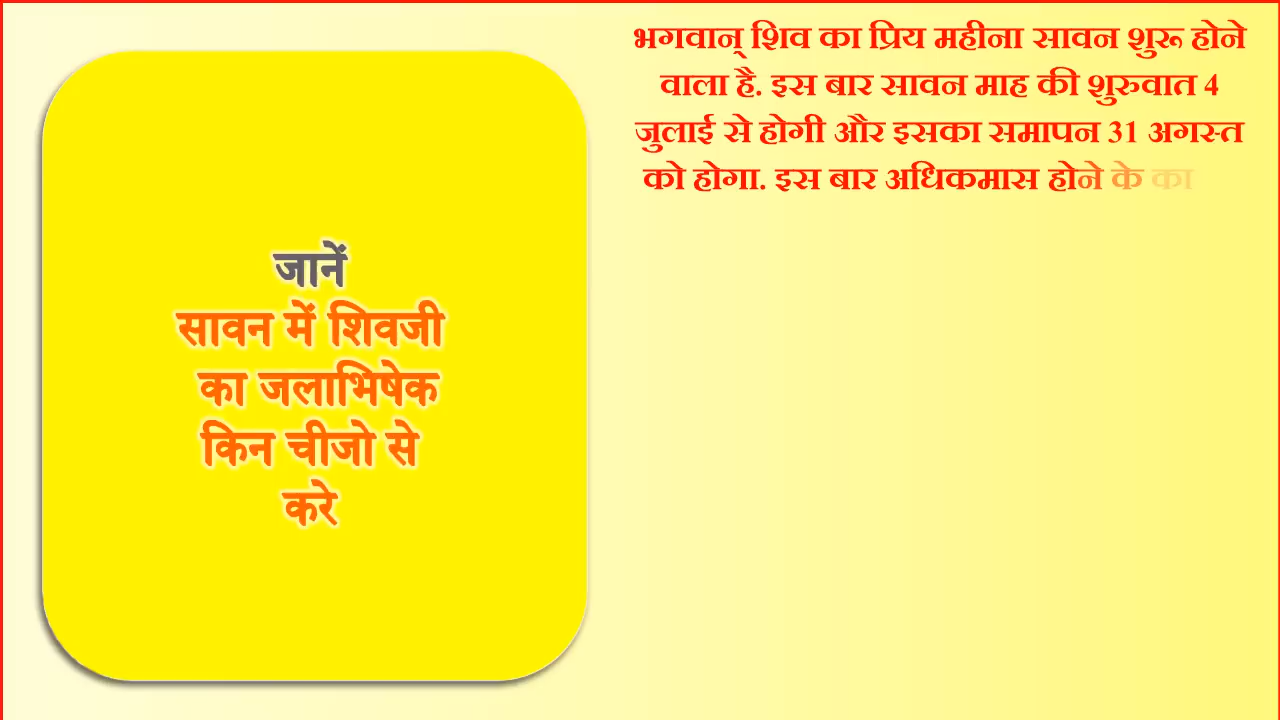 जानें
सावन में शिवजी
का जलाभिषेक
किन चीजो से
करे
भगवान् शिव का प्रिय महीना सावन शुरू होने
वाला है. इस बार सावन माह की शुरुवात 4
जुलाई से होगी और इसका समापन 31 अगस्त
को होगा. इस बार अधिकमास होने के का